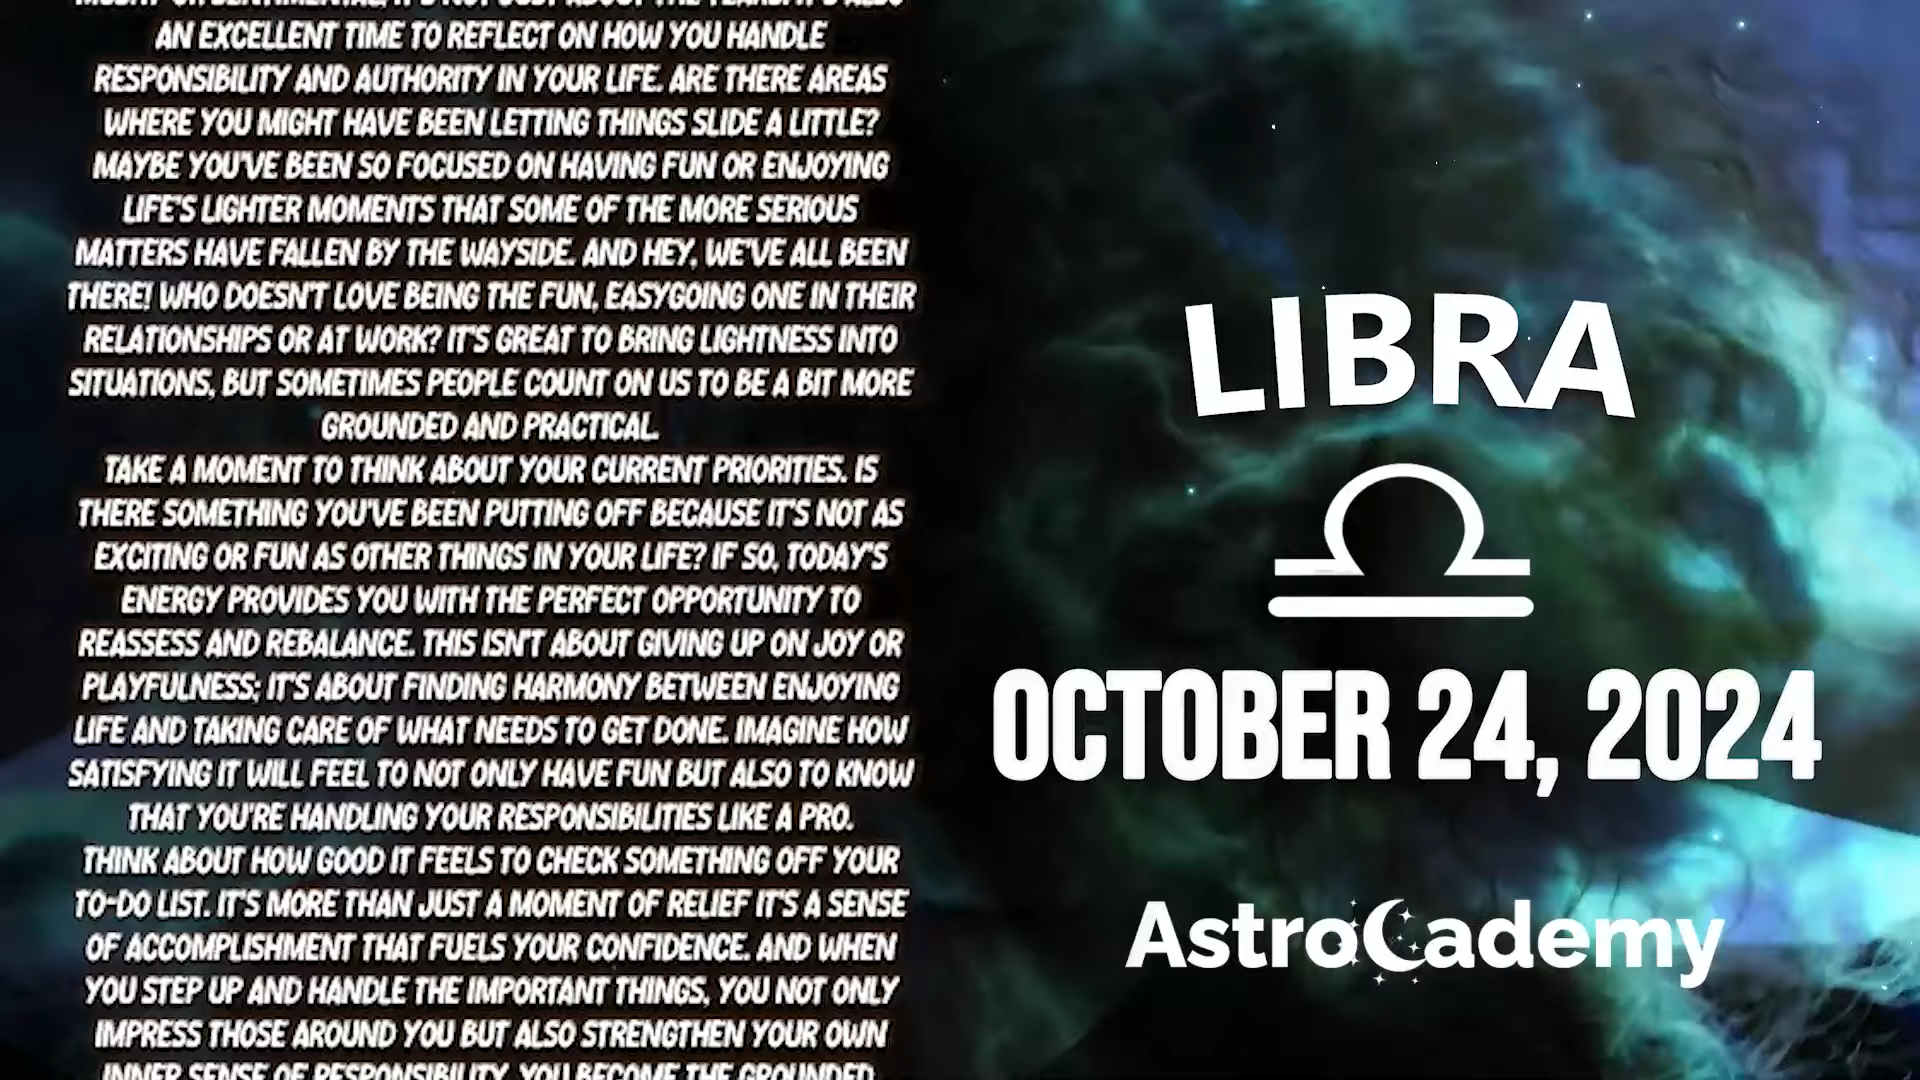 AN EXCELLENT TIME TO REFLECT ON HOW YOU HANDLE
RESPONSIBILITY AND AUTHORITY IN YOUR LIFE. ARE THERE AREAS
WHERE YOU MIGHT HAVE BEEN LETTING THINGS SLIDE A LITTLE?
MAYBE YOU'VE BEEN SO FOCUSED ON HAVING FUN OR ENJOYING
LIFE'S LIGHTER MOMENTS THAT SOME OF THE MORE SERIOUS
MATTERS HAVE FALLEN BY THE WAYSIDE. AND HEY, WE'VE ALL BEEN
THERE! WHO DOESN'T LOVE BEING THE FUN, EASYGOING ONE IN THEIR
RELATIONSHIPS OR AT WORK? IT'S GREAT TO BRING LIGHTNESS INTO
SITUATIONS, BUT SOMETIMES PEOPLE COUNT ON US TO BE A BIT MORE
GROUNDED AND PRACTICAL.
TAKE A MOMENT TO THINK ABOUT YOUR CURRENT PRIORITIES. IS
THERE SOMETHING YOU'VE BEEN PUTTING OFF BECAUSE IT'S NOT AS
EXCITING OR FUN AS OTHER THINGS IN YOUR LIFE? IF SO, TODAY'S
ENERGY PROVIDES YOU WITH THE PERFECT OPPORTUNITY TO
REASSESS AND REBALANCE. THIS ISN'T ABOUT GIVING UP ON JOY OR
PLAYFULNESS; IT'S ABOUT FINDING HARMONY BETWEEN ENJOYING
LIFE AND TAKING CARE OF WHAT NEEDS TO GET DONE. IMAGINE HOW
SATISFYING IT WILL FEEL TO NOT ONLY HAVE FUN BUT ALSO TO KNOW
THAT YOU'RE HANDLING YOUR RESPONSIBILITIES LIKE A PRO.
THINK ABOUT HOW GOOD IT FEELS TO CHECK SOMETHING OFF YOUR
TO-DO LIST. IT'S MORE THAN JUST A MOMENT OF RELIEF IT'S A SENSE
OF ACCOMPLISHMENT THAT FUELS YOUR CONFIDENCE. AND WHEN
YOU STEP UP AND HANDLE THE IMPORTANT THINGS, YOU NOT ONLY
IMPRESS THOSE AROUND YOU BUT ALSO STRENGTHEN YOUR OWN
INNER SENSE OF RESPONSIBILITY. YOU BECOME THE GROUNDED,
LIBRA
OCTOBER 24, 2024
AstroCademy